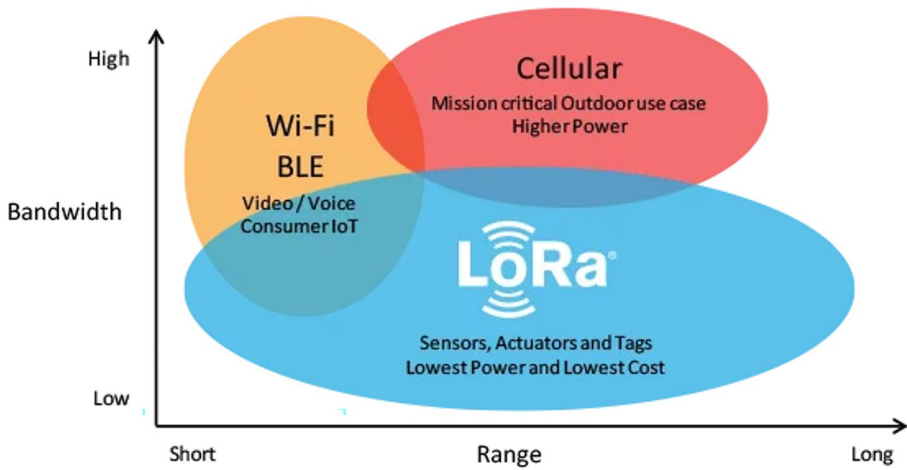 High
Cellular
Mission critical Outdoor use case
Higher Power
Wi-Fi
BLE
Video / Voice
Consumer IoT
Bandwidth
LoRa®
Sensors, Actuators and Tags
Lowest Power and Lowest Cost
Low
Short
Range
Long